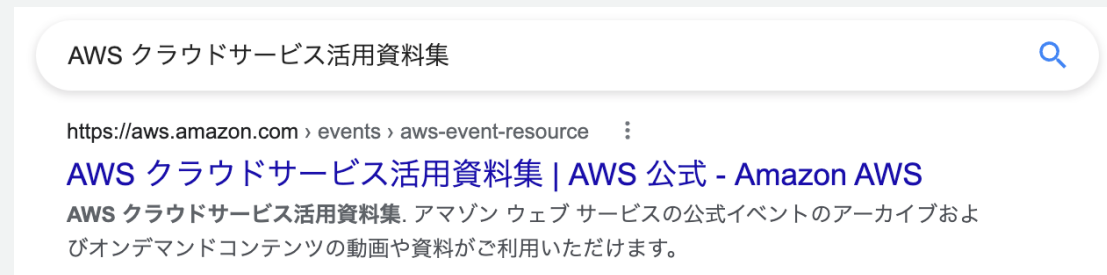 AWS クラウドサービス活用資料集
https://aws.amazon.com › events › aws-event-resource
AWS クラウドサービス活用資料集 | AWS 公式 - Amazon AWS
AWS クラウドサービス活用資料集. アマゾン ウェブ サービスの公式イベントのアーカイブおよ
びオンデマンドコンテンツの動画や資料がご利用いただけます。